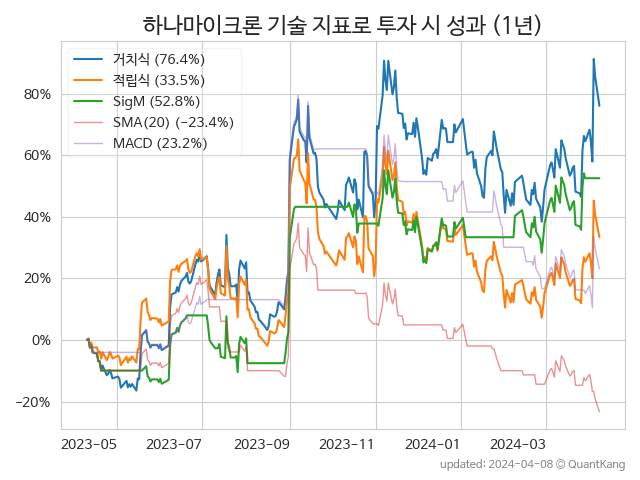 하나마이크론 기술 지표로 투자 시 성과 (1년)
거치식 (76.4%)
적립식 (33.5%)
SigM (52.8%)
SMA(20) (−23.4%)
MACD (23.2%)
80%
60%
40%
20%
0%
−20%
2023-05 2023-07 2023-09 2023-11 2024-01 2024-03
updated: 2024-04-08 ⓒ QuantKang